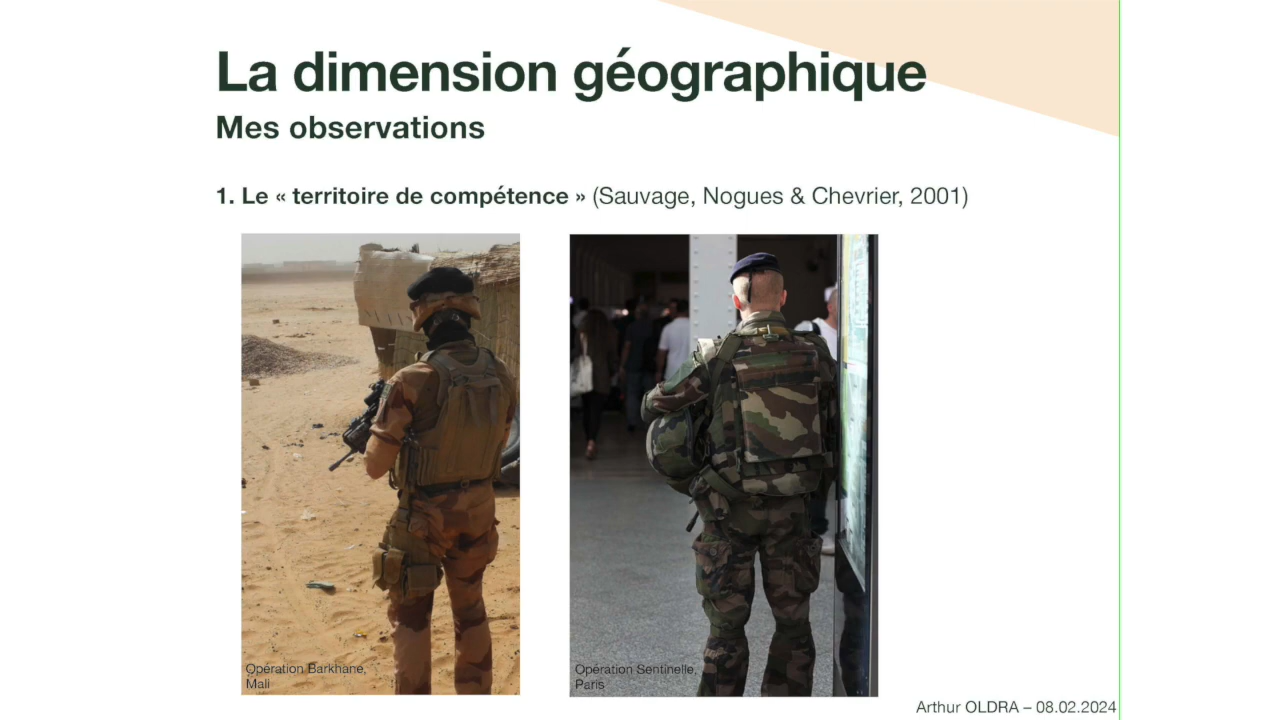 La dimension géographique
Mes observations
1. Le « territoire de compétence » (Sauvage, Nogues & Chevrier, 2001)
Opération Barkhane,
Mali
Opération Sentinelle,
Paris
Arthur OLDRA – 08.02.2024